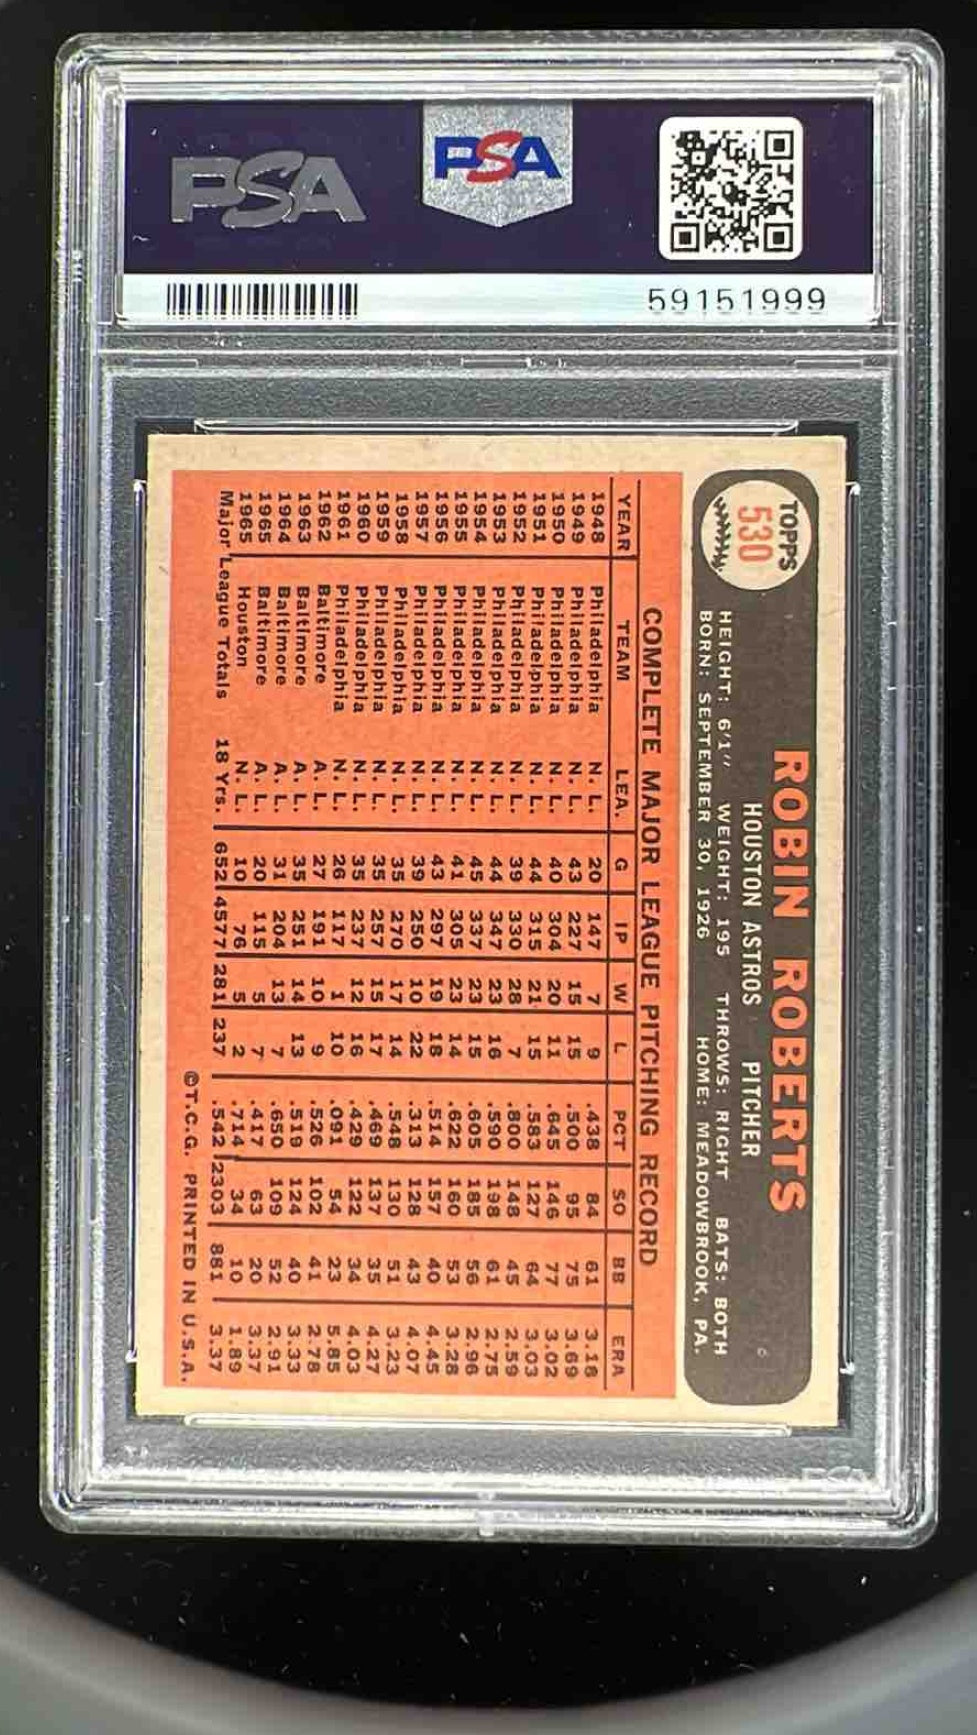 PSA
PSA
59151999
TOPPS
530
ROBIN ROBERTS
HOUSTON ASTROS PITCHER
HEIGHT: 6'1" WEIGHT: 195 THROWS: RIGHT BATS: BOTH
BORN: SEPTEMBER 30, 1926 HOME: MEADOWBROOK, PA.
COMPLETE MAJOR LEAGUE PITCHING RECORD
YEAR TEAM LEA. G IP W L PCT SO BB ERA
1948 Philadelphia N. L. 20 147 7 9 .438 84 61 3.18
1949 Philadelphia N. L. 43 227 15 15 .500 95 75 3.69
1950 Philadelphia N. L. 40 304 20 11 .645 146 77 3.02
1951 Philadelphia N. L. 44 315 21 15 .583 127 64 3.03
1952 Philadelphia N. L. 39 330 28 7 .800 148 45 2.59
1953 Philadelphia N. L. 44 347 23 16 .590 198 61 2.75
1954 Philadelphia N. L. 45 337 23 15 .605 185 56 2.96
1955 Philadelphia N. L. 41 305 23 14 .622 160 53 3.28
1956 Philadelphia N. L. 43 297 19 18 .514 157 40 4.45
1957 Philadelphia N. L. 39 250 10 22 .313 128 43 4.07
1958 Philadelphia N. L. 35 270 17 14 .548 130 51 3.23
1959 Philadelphia N. L. 35 257 15 17 .469 137 35 4.27
1960 Philadelphia N. L. 35 237 12 16 .429 122 34 4.03
1961 Philadelphia N. L. 26 117 1 10 .091 54 23 5.85
1962 Baltimore A. L. 27 191 10 9 .526 102 41 2.78
1963 Baltimore A. L. 35 251 14 13 .519 124 40 3.33
1964 Baltimore A. L. 31 204 13 7 .650 109 52 2.91
1965 Baltimore A. L. 20 115 5 7 .417 63 20 3.37
1965 Houston N. L. 10 76 5 2 .714 34 10 1.89
Major League Totals 18 Yrs. 652 4577 281 237 .542 2303 881 3.37
©T.C.G. PRINTED IN U.S.A.
PSA